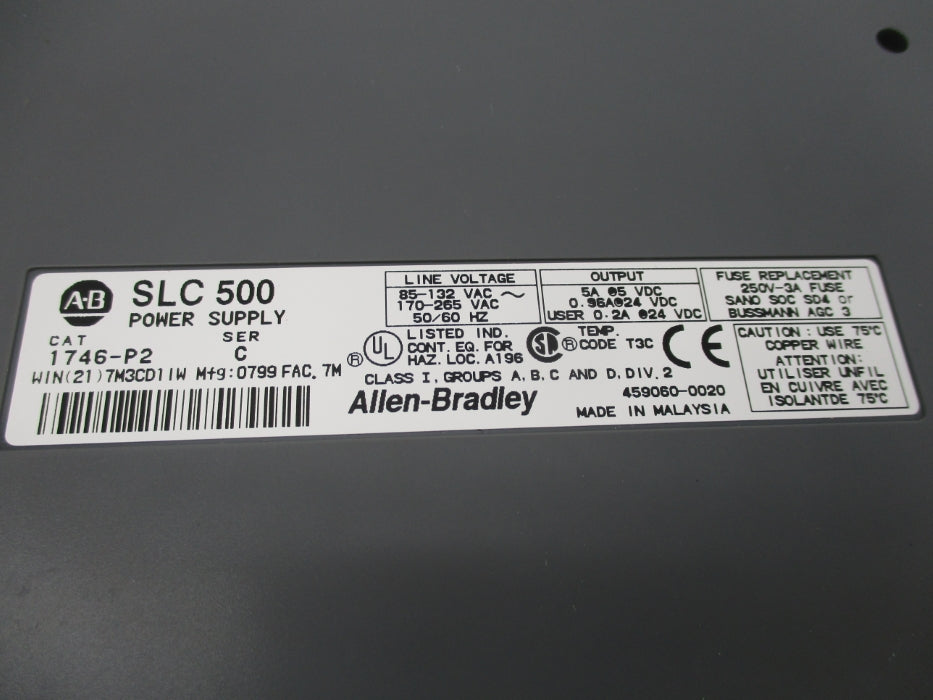 A·B SLC 500
POWER SUPPLY
CAT SER
1746-P2 C
WIN(21)7M3CD1IW Mfg:0799 FAC. 7M
LINE VOLTAGE
85-132 VAC ~
170-265 VAC
50/60 HZ
OUTPUT
5A @5 VDC
0.96A@24 VDC
USER 0.2A @24 VDC
FUSE REPLACEMENT
250V-3A FUSE
SANO SOC SD4 or
BUSSMANN AGC 3
® UL LISTED IND.
CONT. EQ. FOR
HAZ. LOC. A196
SA ® TEMP.
CODE T3C CE
CLASS I, GROUPS A, B, C AND D, DIV. 2
Allen-Bradley
459060-0020
MADE IN MALAYSIA
CAUTION : USE 75°C
COPPER WIRE
ATTENTION :
UTILISER UNFIL
EN CUIVRE AVEC
ISOLANTDE 75°C